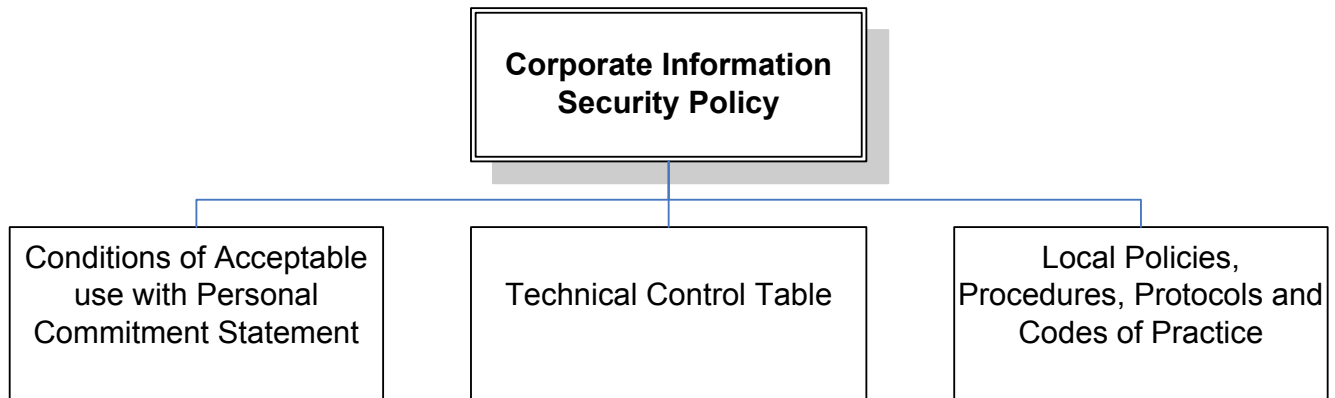 Corporate Information
Security Policy
Conditions of Acceptable
use with Personal
Commitment Statement
Technical Control Table
Local Policies,
Procedures, Protocols and
Codes of Practice